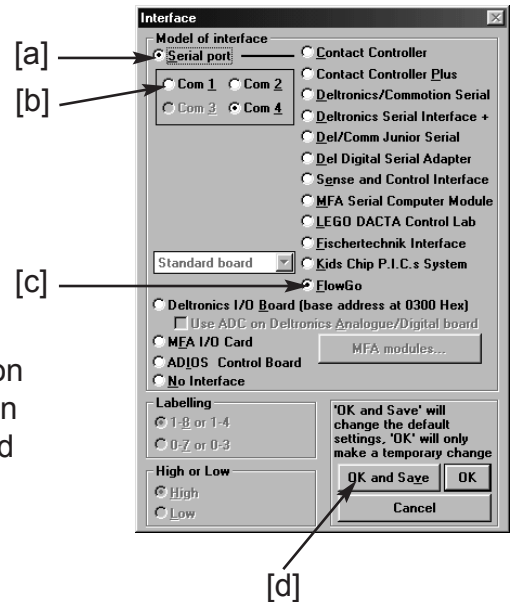 Interface
Model of interface
[a]
Serial port
Contact Controller
[b]
Com 1
Com 2
Com 3
Com 4
Contact Controller Plus
Deltronics/Commotion Serial
Deltronics Serial Interface +
Del/Comm Junior Serial
Del Digital Serial Adapter
Sense and Control Interface
MFA Serial Computer Module
LEGO DACTA Control Lab
Fischertechnik Interface
Standard board
Kids Chip P.I.C.s System
[c]
FlowGo
Deltronics I/O Board (base address at 0300 Hex)
Use ADC on Deltronics Analogue/Digital board
MFA I/O Card
MFA modules...
ADIOS Control Board
No Interface
on
n
d
Labelling
1-8 or 1-4
0-7 or 0-3
High or Low
High
Low
'OK and Save' will
change the default
settings, 'OK' will only
make a temporary change
OK and Save
OK
Cancel
[d]